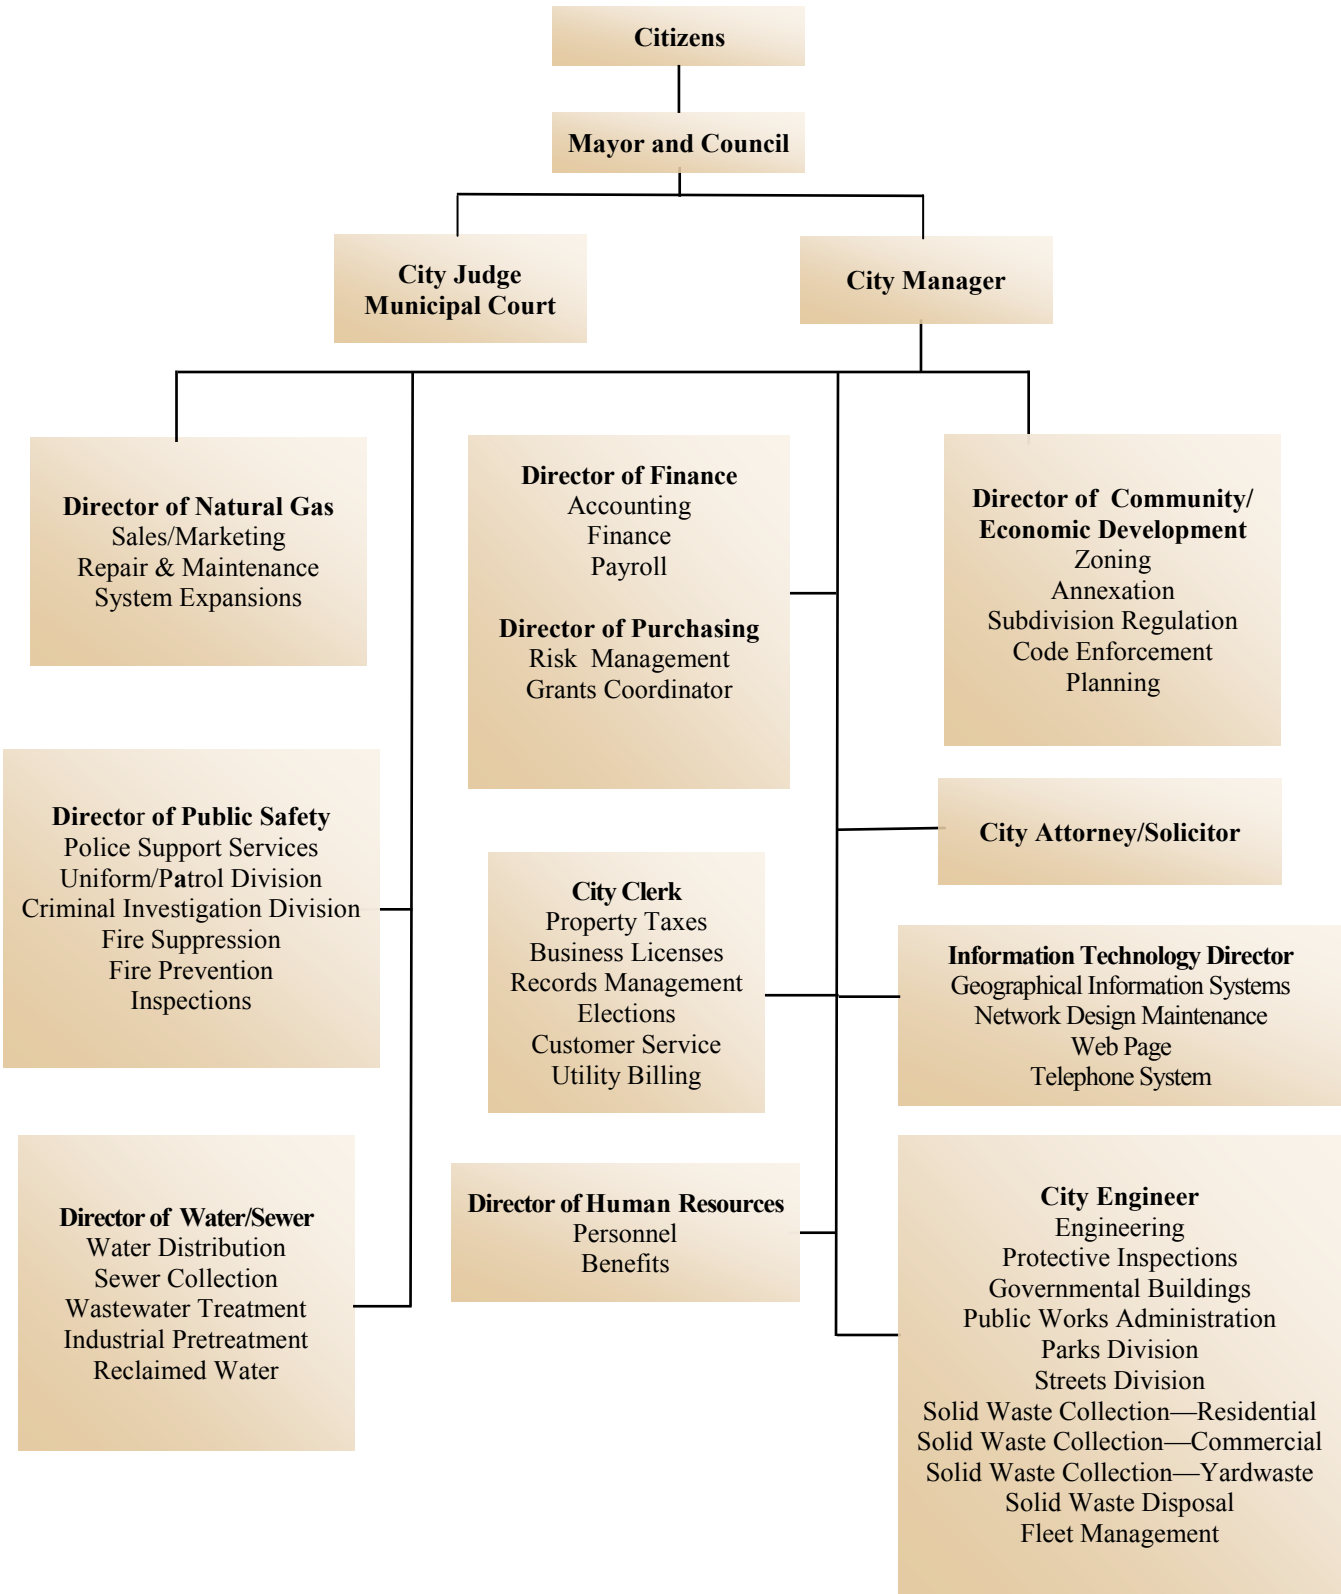 Citizens
Mayor and Council
City Judge
Municipal Court
City Manager
Director of Natural Gas
Sales/Marketing
Repair & Maintenance
System Expansions
Director of Finance
Accounting
Finance
Payroll
Director of Purchasing
Risk Management
Grants Coordinator
Director of Community/
Economic Development
Zoning
Annexation
Subdivision Regulation
Code Enforcement
Planning
Director of Public Safety
Police Support Services
Uniform/Patrol Division
Criminal Investigation Division
Fire Suppression
Fire Prevention
Inspections
City Clerk
Property Taxes
Business Licenses
Records Management
Elections
Customer Service
Utility Billing
City Attorney/Solicitor
Information Technology Director
Geographical Information Systems
Network Design Maintenance
Web Page
Telephone System
Director of Water/Sewer
Water Distribution
Sewer Collection
Wastewater Treatment
Industrial Pretreatment
Reclaimed Water
Director of Human Resources
Personnel
Benefits
City Engineer
Engineering
Protective Inspections
Governmental Buildings
Public Works Administration
Parks Division
Streets Division
Solid Waste Collection—Residential
Solid Waste Collection—Commercial
Solid Waste Collection—Yardwaste
Solid Waste Disposal
Fleet Management